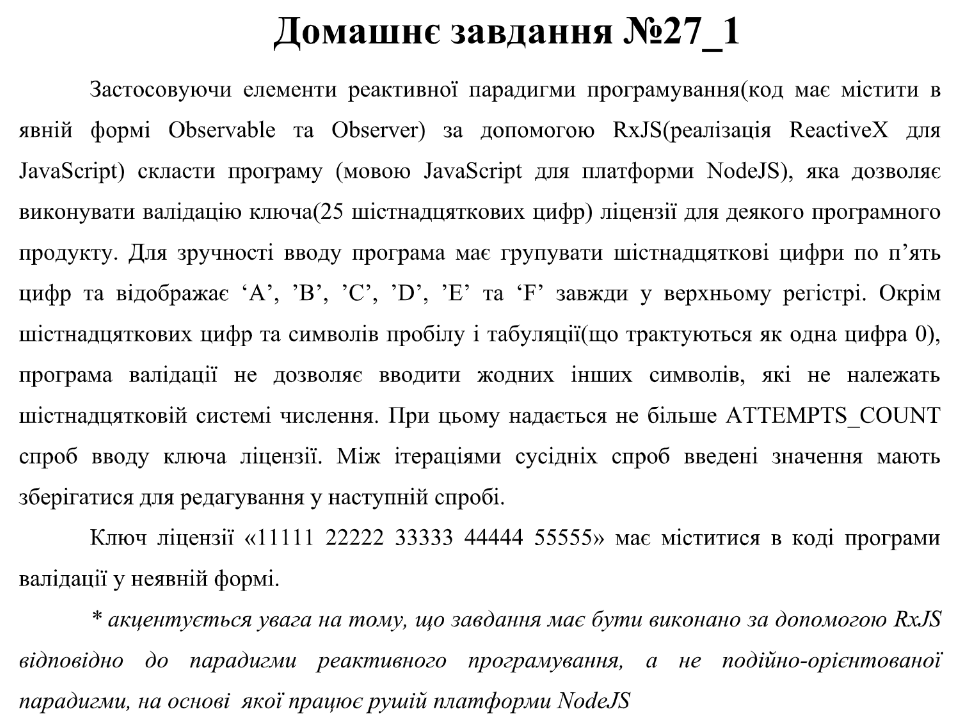 Домашнє завдання №27_1
Застосовуючи елементи реактивної парадигми програмування(код має містити в
явній формі Observable та Observer) за допомогою RxJS(реалізація ReactiveX для
JavaScript) скласти програму (мовою JavaScript для платформи NodeJS), яка дозволяє
виконувати валідацію ключа(25 шістнадцяткових цифр) ліцензії для деякого програмного
продукту. Для зручності вводу програма має групувати шістнадцяткові цифри по п’ять
цифр та відображає ‘A’, ’B’, ’C’, ’D’, ’E’ та ‘F’ завжди у верхньому регістрі. Окрім
шістнадцяткових цифр та символів пробілу і табуляції(що трактуються як одна цифра 0),
програма валідації не дозволяє вводити жодних інших символів, які не належать
шістнадцятковій системі числення. При цьому надається не більше ATTEMPTS_COUNT
спроб вводу ключа ліцензії. Між ітераціями сусідніх спроб введені значення мають
зберігатися для редагування у наступній спробі.
Ключ ліцензії «11111 22222 33333 44444 55555» має міститися в коді програми
валідації у неявній формі.
* акцентується увага на тому, що завдання має бути виконано за допомогою RxJS
відповідно до парадигми реактивного програмування, а не подійно-орієнтованої
парадигми, на основі якої працює рушій платформи NodeJS